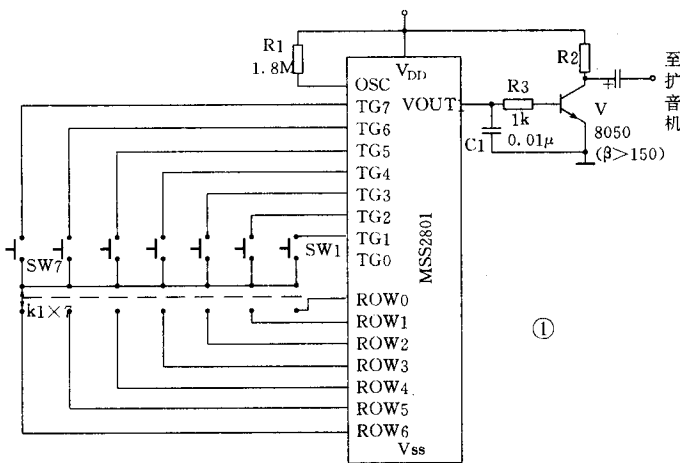 R1
1.8M
OSC
TG7
TG6
TG5
TG4
TG3
TG2
TG1
TG0
ROW0
ROW1
ROW2
ROW3
ROW4
ROW5
ROW6
VDD
VOUT
MSS2801
Vss
SW7
SW1
k1×7
R2
R3
1k
C1
0.01μ
V
8050
(β>150)
至扩音机
①